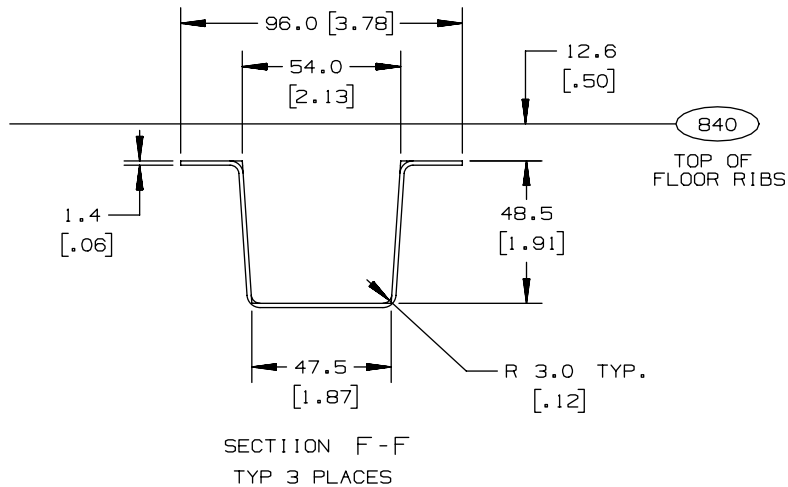 96.0 [3.78]
54.0
[2.13]
12.6
[.50]
840
TOP OF
FLOOR RIBS
1.4
[.06]
48.5
[1.91]
47.5
[1.87]
R 3.0 TYP.
[.12]
SECTIION F-F
TYP 3 PLACES